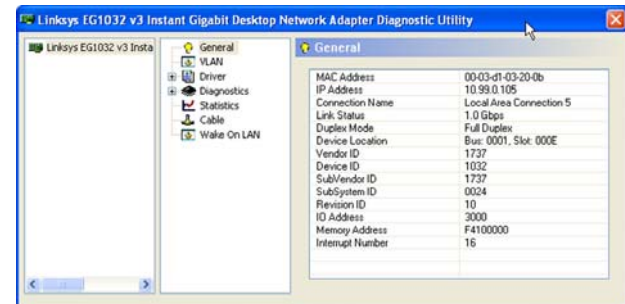 Linksys EG1032 v3 Instant Gigabit Desktop Network Adapter Diagnostic Utility
Linksys EG1032 v3 Insta
General
VLAN
Driver
Diagnostics
Statistics
Cable
Wake On LAN
General
MAC Address 00-03-d1-03-20-0b
IP Address 10.99.0.105
Connection Name Local Area Connection 5
Link Status 1.0 Gbps
Duplex Mode Full Duplex
Device Location Bus: 0001, Slot: 000E
Vendor ID 1737
Device ID 1032
SubVendor ID 1737
SubSystem ID 0024
Revision ID 10
IO Address 3000
Memory Address F4100000
Interrupt Number 16